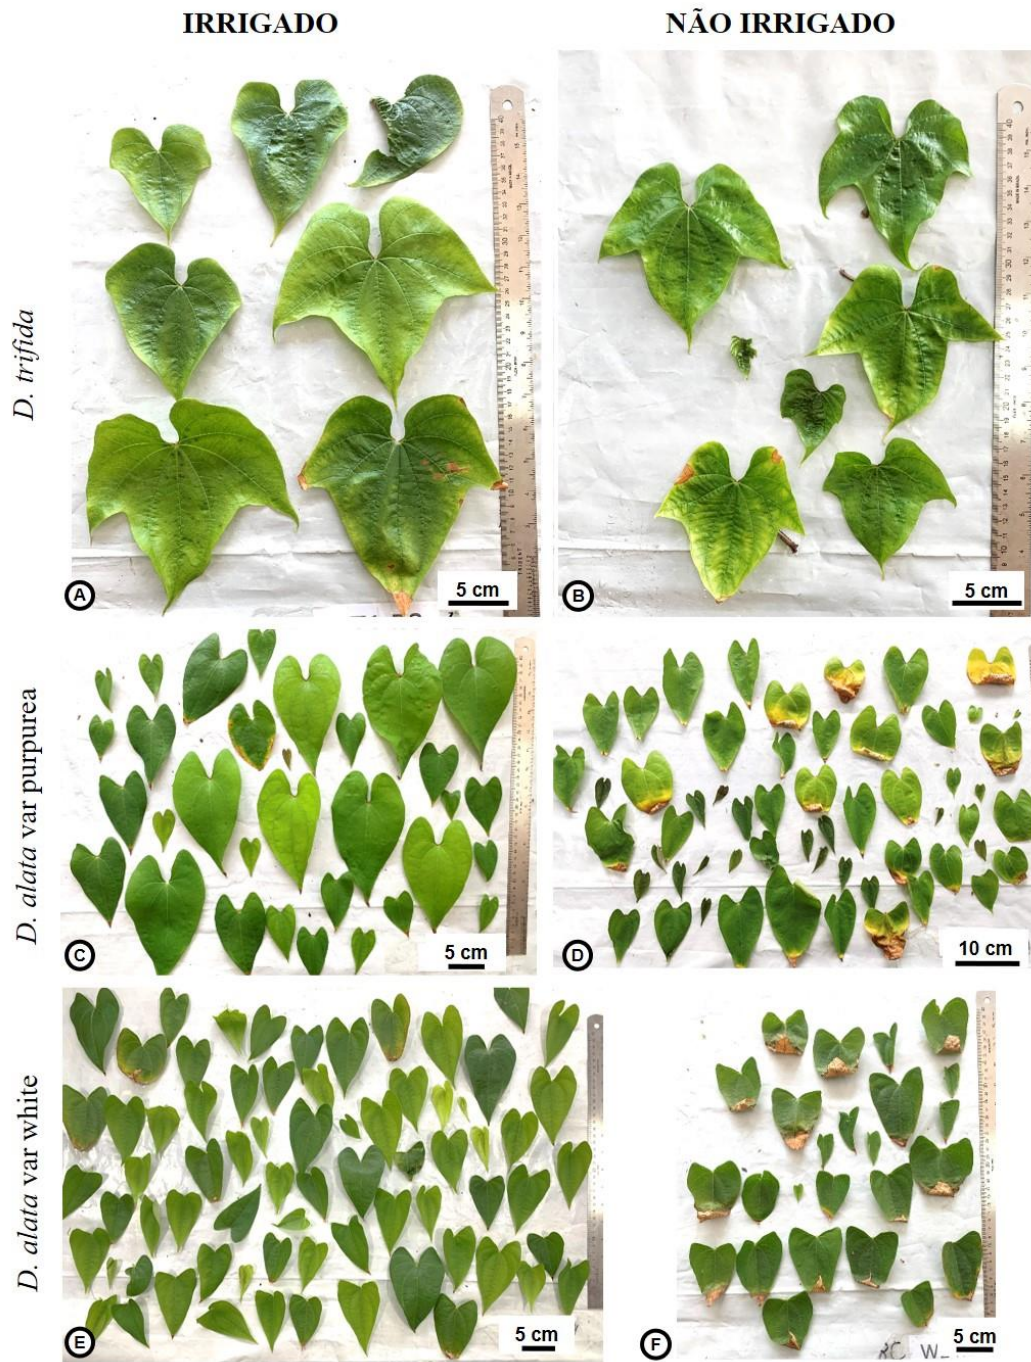 IRRIGADO
NÃO IRRIGADO
D. trifida
A
5 cm
B
5 cm
D. alata var purpurea
C
5 cm
D
10 cm
D. alata var white
E
5 cm
F
5 cm